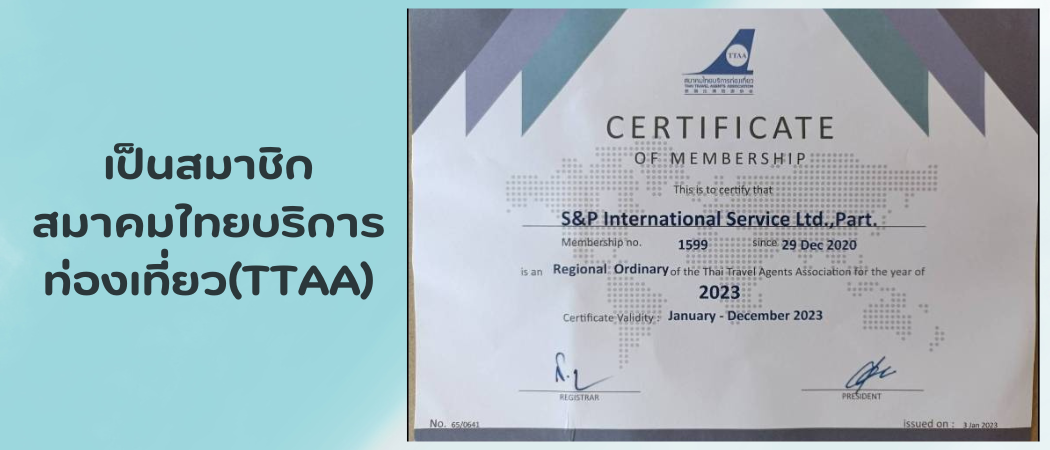 เป็นสมาชิก
สมาคมไทยบริการ
ท่องเที่ยว(TTAA)
TTAA
สมาคมไทยบริการท่องเที่ยว
THAI TRAVEL AGENTS ASSOCIATION
CERTIFICATE
OF MEMBERSHIP
This is to certify that
S&P International Service Ltd.,Part.
Membership no. 1599 since 29 Dec 2020
is an Regional Ordinary of the Thai Travel Agents Association for the year of
2023
Certificate Validity : January - December 2023
REGISTRAR PRESIDENT
No. 65/0641 issued on : 3 Jan 2023